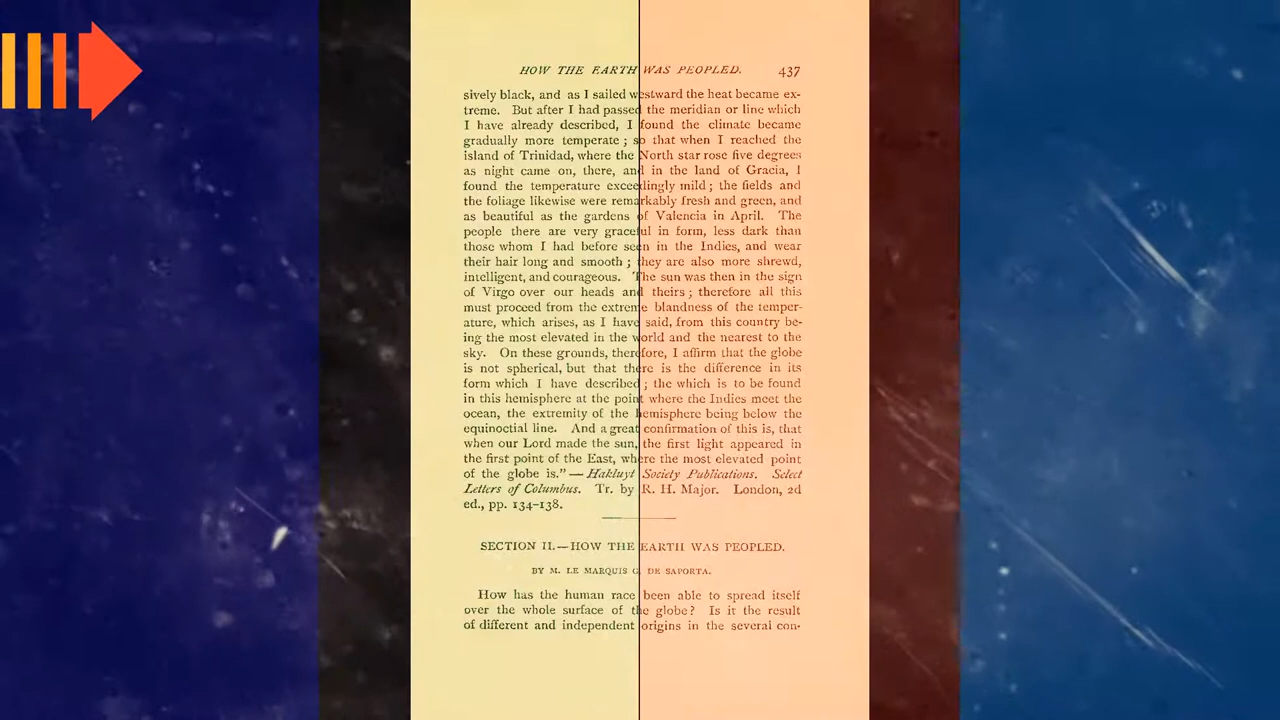 HOW THE EARTH WAS PEOPLED. 437
sively black, and as I sailed westward the heat became ex-
treme. But after I had passed the meridian or line which
I have already described, I found the climate became
gradually more temperate ; so that when I reached the
island of Trinidad, where the North star rose five degrees
as night came on, there, and in the land of Gracia, I
found the temperature exceedingly mild ; the fields and
the foliage likewise were remarkably fresh and green, and
as beautiful as the gardens of Valencia in April. The
people there are very graceful in form, less dark than
those whom I had before seen in the Indies, and wear
their hair long and smooth ; they are also more shrewd,
intelligent, and courageous. The sun was then in the sign
of Virgo over our heads and theirs ; therefore all this
must proceed from the extreme blandness of the temper-
ature, which arises, as I have said, from this country be-
ing the most elevated in the world and the nearest to the
sky. On these grounds, therefore, I affirm that the globe
is not spherical, but that there is the difference in its
form which I have described ; the which is to be found
in this hemisphere at the point where the Indies meet the
ocean, the extremity of the hemisphere being below the
equinoctial line. And a great confirmation of this is, that
when our Lord made the sun, the first light appeared in
the first point of the East, where the most elevated point
of the globe is." — Hakluyt Society Publications. Select
Letters of Columbus. Tr. by R. H. Major. London, 2d
ed., pp. 134–138.
SECTION II.—HOW THE EARTH WAS PEOPLED.
BY M. LE MARQUIS G. DE SAPORTA.
How has the human race been able to spread itself
over the whole surface of the globe? Is it the result
of different and independent origins in the several con-